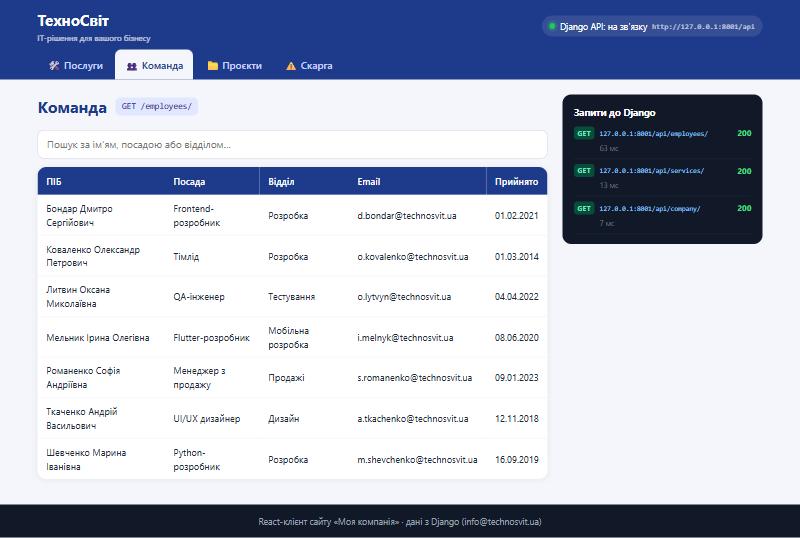 ТехноСвіт
ІТ-рішення для вашого бізнесу
Django API: на зв'язку http://127.0.0.1:8001/api
Послуги Команда Проєкти Скарга
Команда GET /employees/
Пошук за ім'ям, посадою або відділом...
ПІБ Посада Відділ Email Прийнято
Бондар Дмитро Сергійович Frontend-розробник Розробка d.bondar@technosvit.ua 01.02.2021
Коваленко Олександр Петрович Тімлід Розробка o.kovalenko@technosvit.ua 01.03.2014
Литвин Оксана Миколаївна QA-інженер Тестування o.lytvyn@technosvit.ua 04.04.2022
Мельник Ірина Олегівна Flutter-розробник Мобільна розробка i.melnyk@technosvit.ua 08.06.2020
Романенко Софія Андріївна Менеджер з продажу Продажі s.romanenko@technosvit.ua 09.01.2023
Ткаченко Андрій Васильович UI/UX дизайнер Дизайн a.tkachenko@technosvit.ua 12.11.2018
Шевченко Марина Іванівна Python-розробник Розробка m.shevchenko@technosvit.ua 16.09.2019
Запити до Django
GET 127.0.0.1:8001/api/employees/ 200
63 мс
GET 127.0.0.1:8001/api/services/ 200
13 мс
GET 127.0.0.1:8001/api/company/ 200
7 мс
React-клієнт сайту «Моя компанія» · дані з Django (info@technosvit.ua)